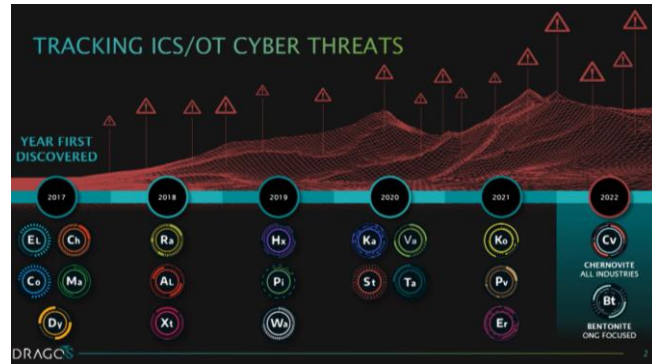 TRACKING ICS/OT CYBER THREATS
YEAR FIRST
DISCOVERED
2017
2018
2019
2020
2021
2022
EL
Ch
Ra
Hx
Ka
Va
Ko
Cv
CHERNOVITE
ALL INDUSTRIES
Co
Ma
AL
Pi
St
Ta
Pv
Bt
BENTONITE
ONG FOCUSED
Dy
Xt
Wa
Er
DRAGOS
2